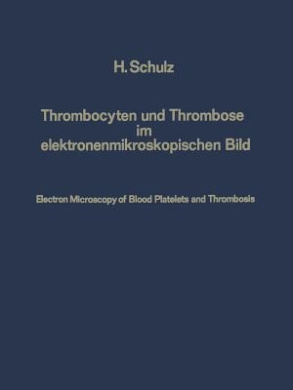 H. Schulz
Thrombocyten und Thrombose
im
elektronenmikroskopischen Bild
Electron Microscopy of Blood Platelets and Thrombosis